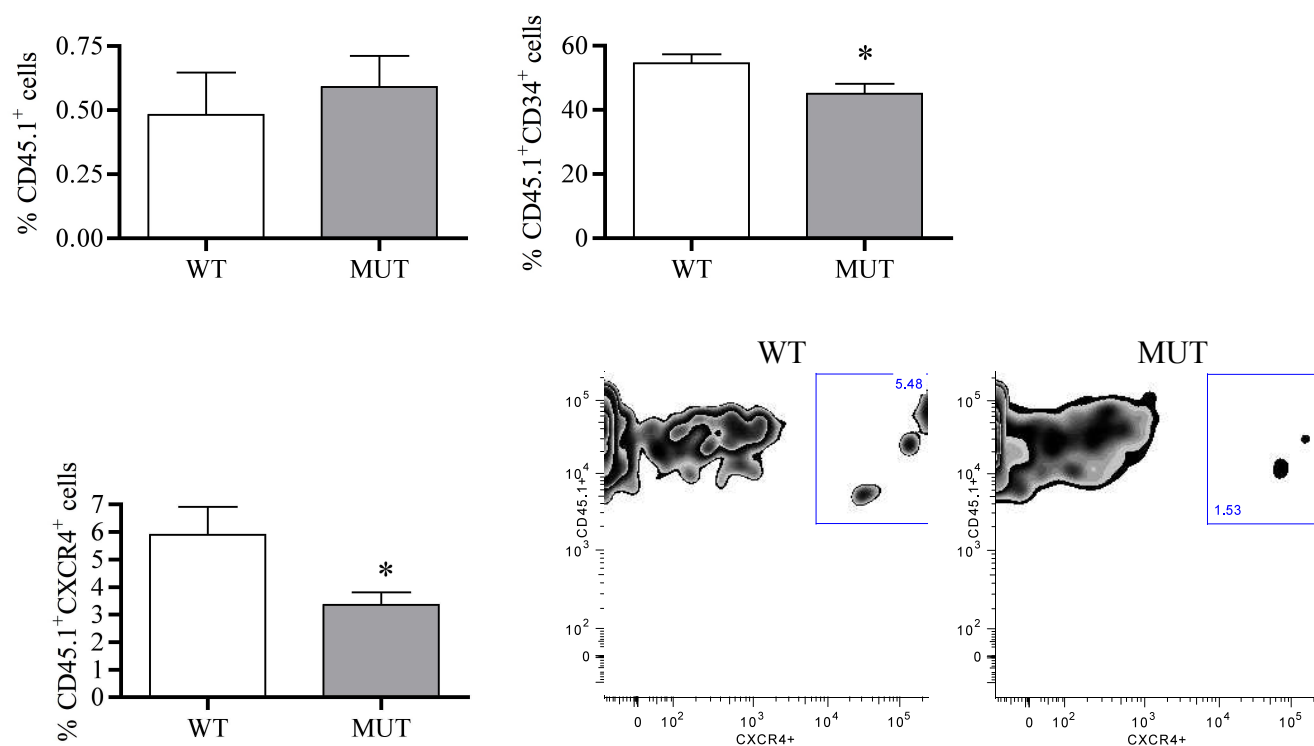 % CD45.1+ cells
0.75
0.50
0.25
0.00
WT MUT
% CD45.1+CD34+ cells
60
40
20
0
*
WT MUT
% CD45.1+CXCR4+ cells
7
6
5
4
3
2
1
0
*
WT MUT
WT
5.48
CD45.1+
10^5
10^4
10^3
10^2
0
0 10^2 10^3 10^4 10^5
CXCR4+
MUT
1.53
CD45.1+
10^5
10^4
10^3
10^2
0
0 10^2 10^3 10^4 10^5
CXCR4+